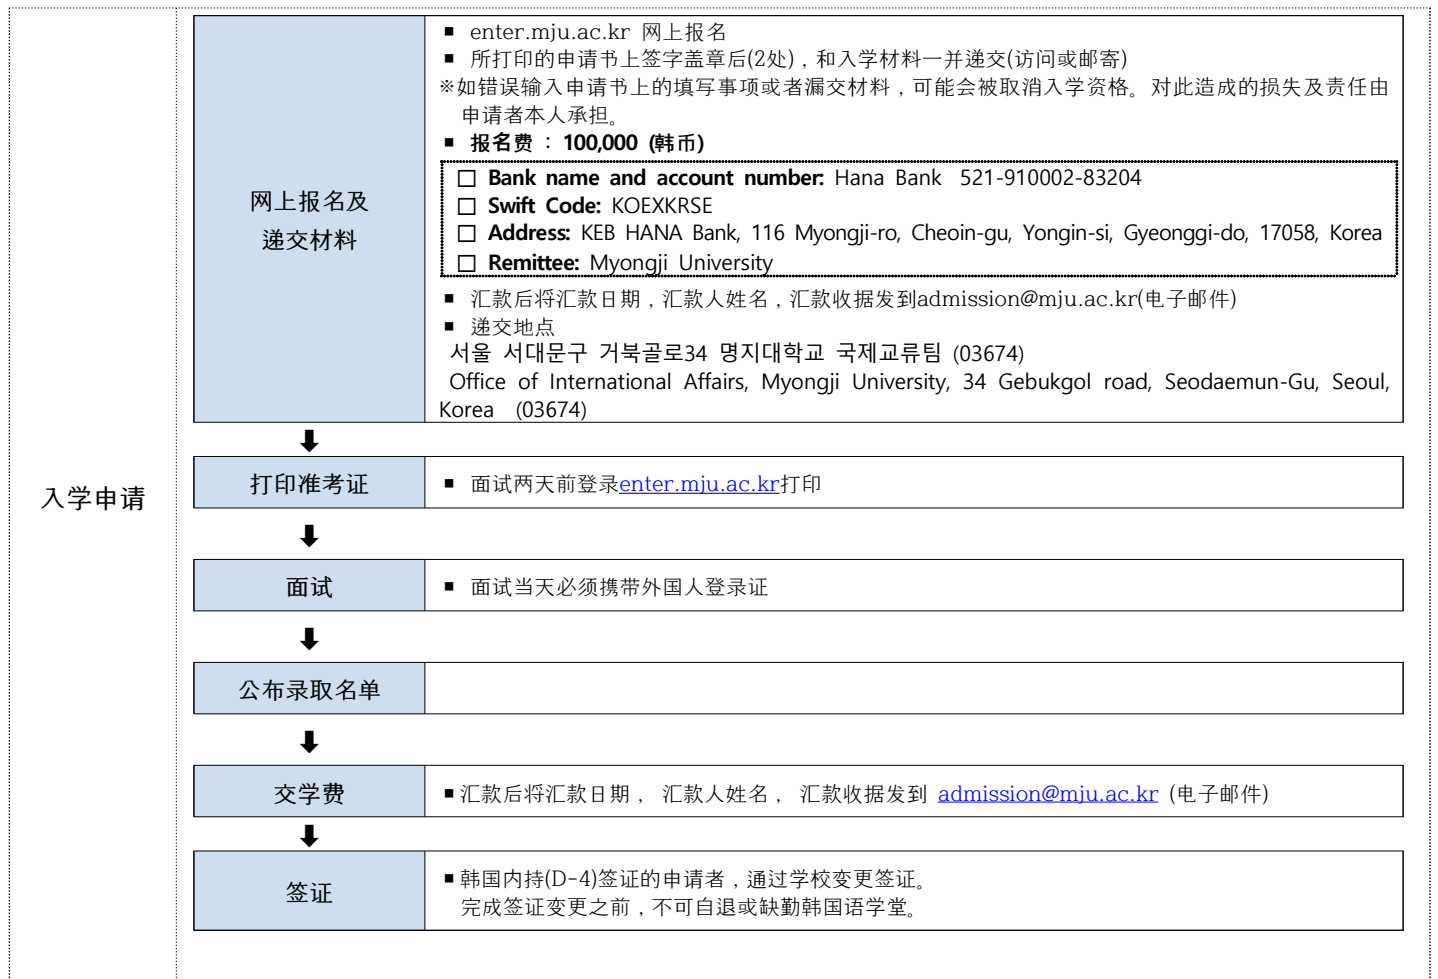 入学申请
网上报名及
递交材料
■ enter.mju.ac.kr 网上报名
■ 所打印的申请书上签字盖章后(2处)，和入学材料一并递交(访问或邮寄)
※如错误输入申请书上的填写事项或者漏交材料，可能会被取消入学资格。对此造成的损失及责任由
申请者本人承担。
■ 报名费 : 100,000 (韩币)
□ Bank name and account number: Hana Bank 521-910002-83204
□ Swift Code: KOEXKRSE
□ Address: KEB HANA Bank, 116 Myongji-ro, Cheoin-gu, Yongin-si, Gyeonggi-do, 17058, Korea
□ Remittee: Myongji University
■ 汇款后将汇款日期，汇款人姓名，汇款收据发到admission@mju.ac.kr(电子邮件)
■ 递交地点
서울 서대문구 거북골로34 명지대학교 국제교류팀 (03674)
Office of International Affairs, Myongji University, 34 Gebukgol road, Seodaemun-Gu, Seoul,
Korea (03674)
打印准考证
■ 面试两天前登录enter.mju.ac.kr打印
面试
■ 面试当天必须携带外国人登录证
公布录取名单
交学费
■汇款后将汇款日期， 汇款人姓名， 汇款收据发到 admission@mju.ac.kr (电子邮件)
签证
■韩国内持(D-4)签证的申请者，通过学校变更签证。
完成签证变更之前，不可自退或缺勤韩国语学堂。